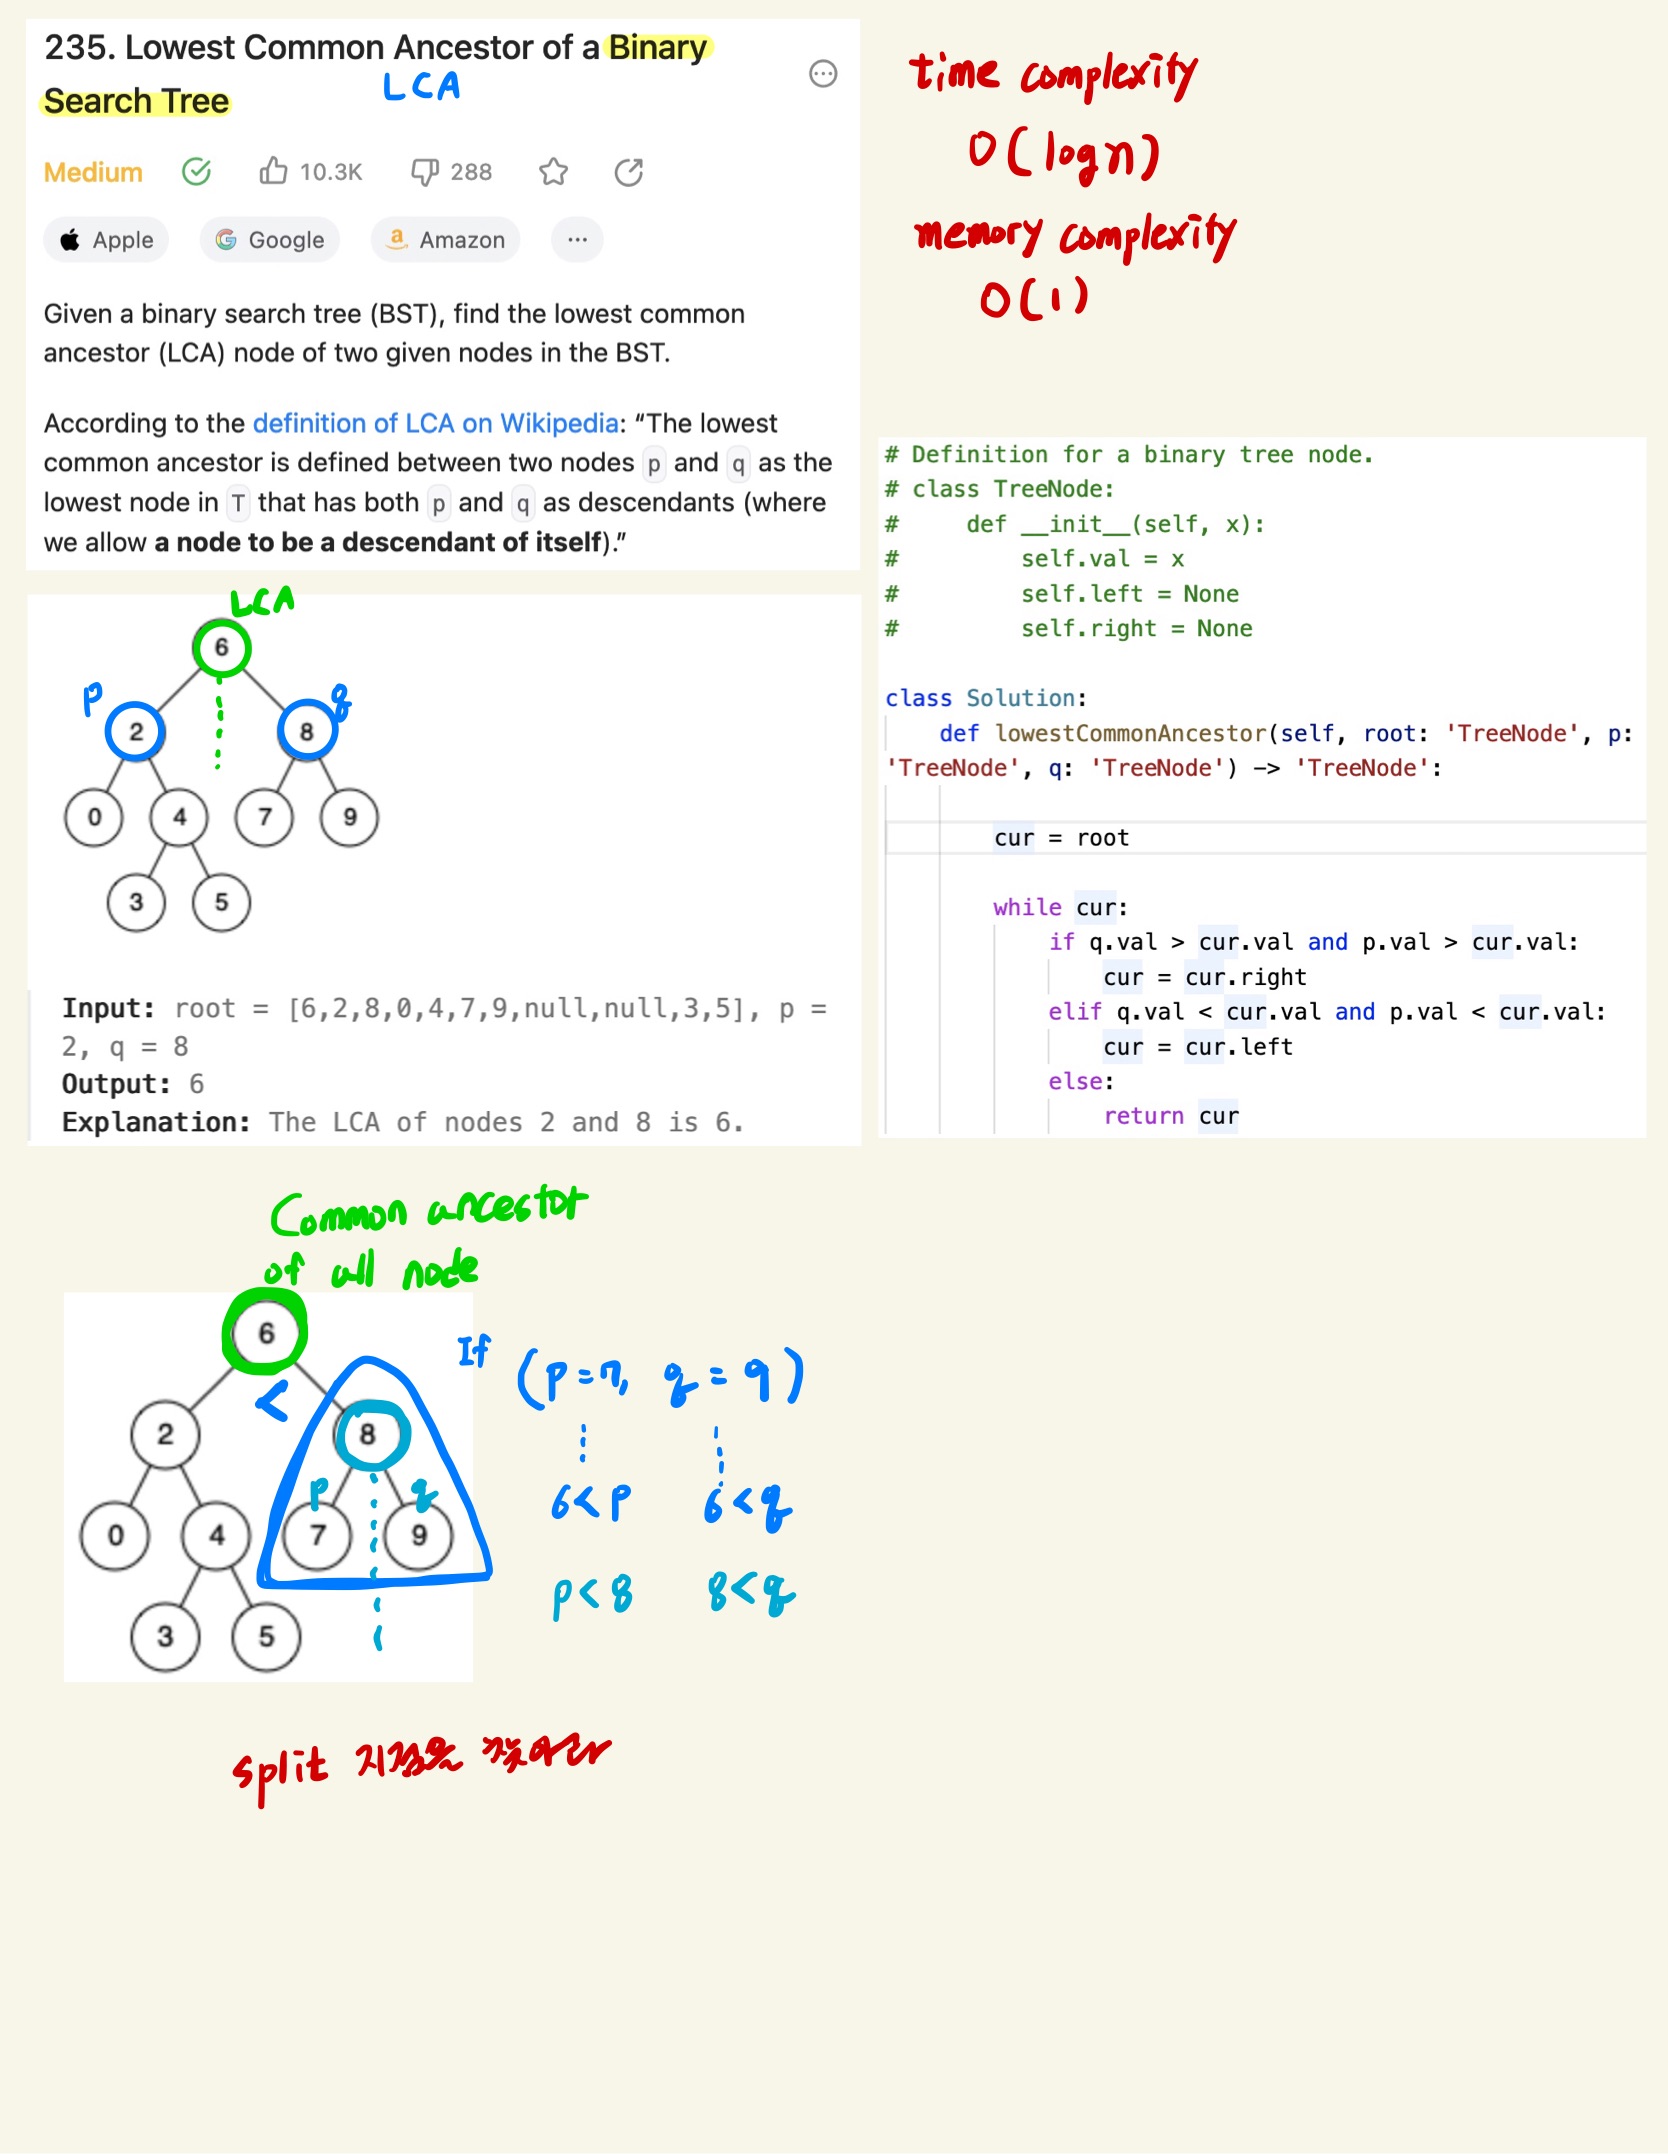 235. Lowest Common Ancestor of a Binary
Search Tree
LCA
Medium 10.3K 288
Apple Google Amazon ...
Given a binary search tree (BST), find the lowest common
ancestor (LCA) node of two given nodes in the BST.
According to the definition of LCA on Wikipedia: “The lowest
common ancestor is defined between two nodes p and q as the
lowest node in T that has both p and q as descendants (where
we allow a node to be a descendant of itself).”
time complexity
O(logn)
memory complexity
O(1)
LCA
6
p
q
2 8
0 4 7 9
3 5
Input: root = [6,2,8,0,4,7,9,null,null,3,5], p =
2, q = 8
Output: 6
Explanation: The LCA of nodes 2 and 8 is 6.
# Definition for a binary tree node.
# class TreeNode:
#     def __init__(self, x):
#         self.val = x
#         self.left = None
#         self.right = None
class Solution:
    def lowestCommonAncestor(self, root: 'TreeNode', p:
'TreeNode', q: 'TreeNode') -> 'TreeNode':
        cur = root
        while cur:
            if q.val > cur.val and p.val > cur.val:
                cur = cur.right
            elif q.val < cur.val and p.val < cur.val:
                cur = cur.left
            else:
                return cur
Common ancestor
of all node
6
<
2 8
p q
0 4 7 9
3 5
If (p=7, q=9)
6<p 6<q
p<8 8<q
split 지점을 찾아라